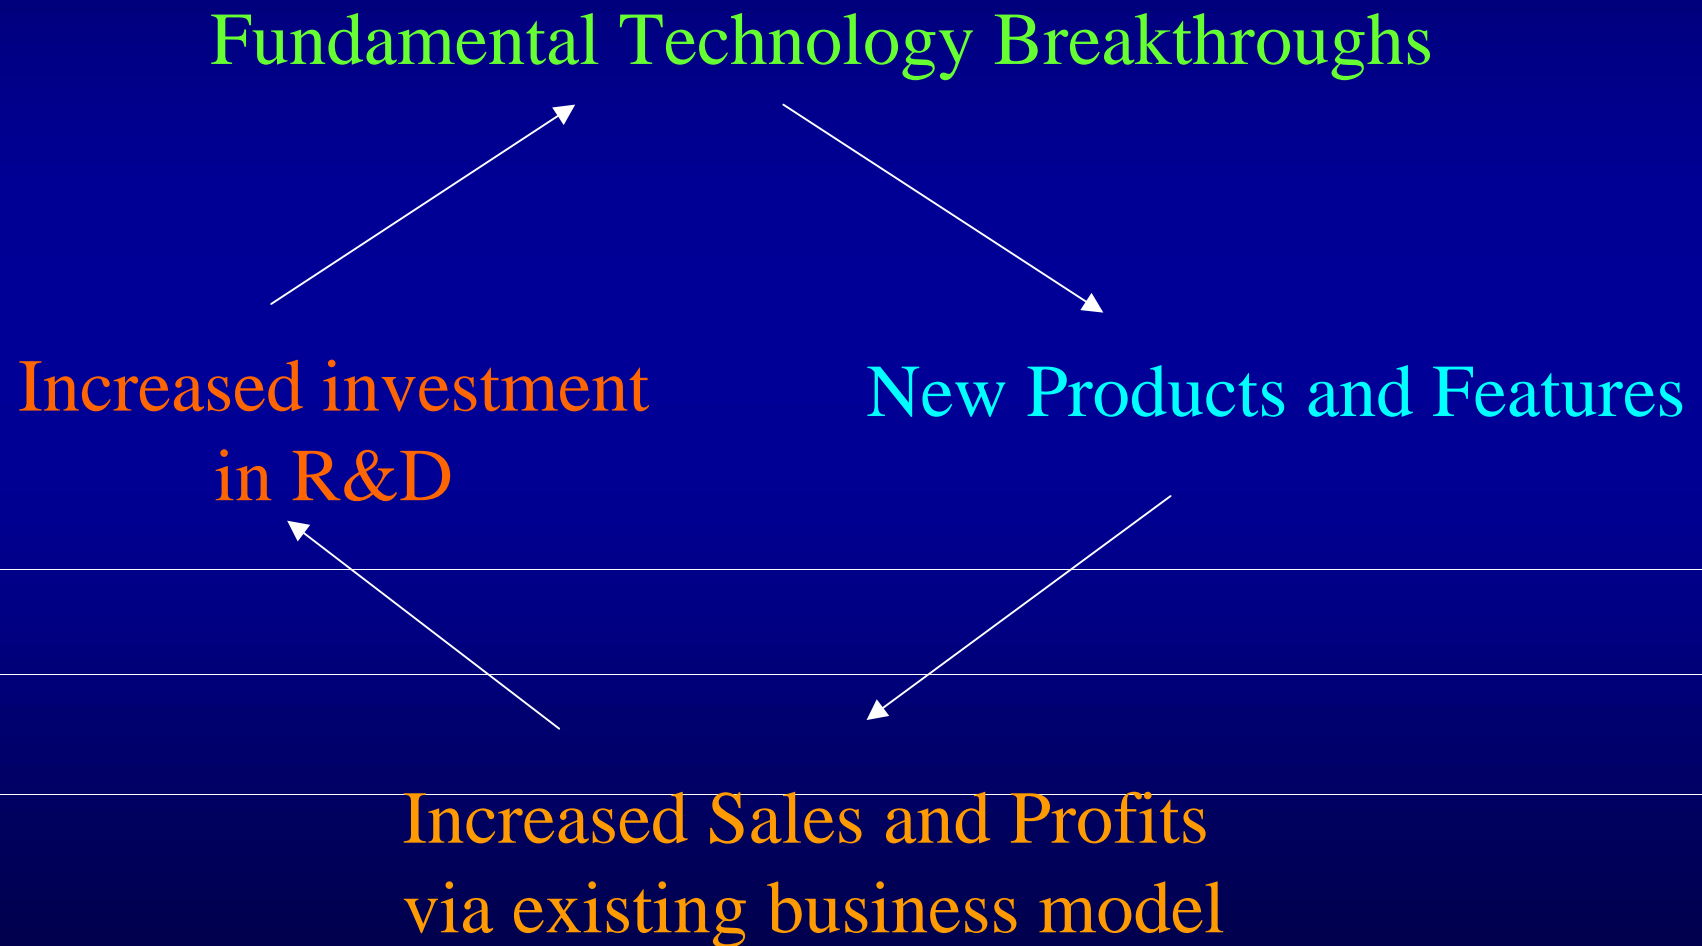 Fundamental Technology Breakthroughs
Increased investment
in R&D
New Products and Features
Increased Sales and Profits
via existing business model